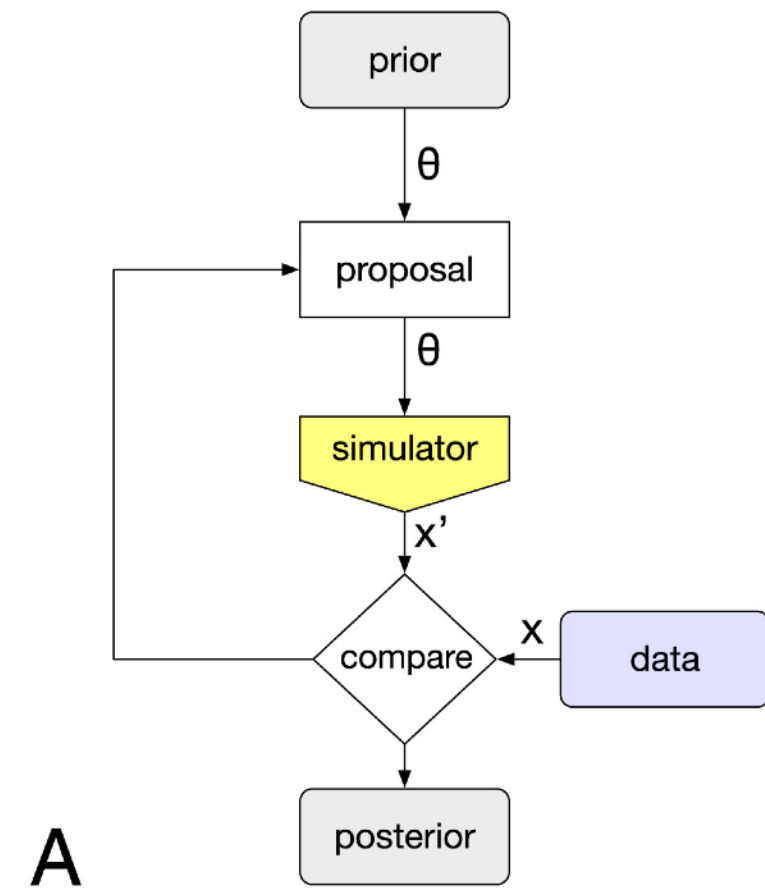 prior
θ
proposal
θ
simulator
x’
compare
x
data
posterior
A